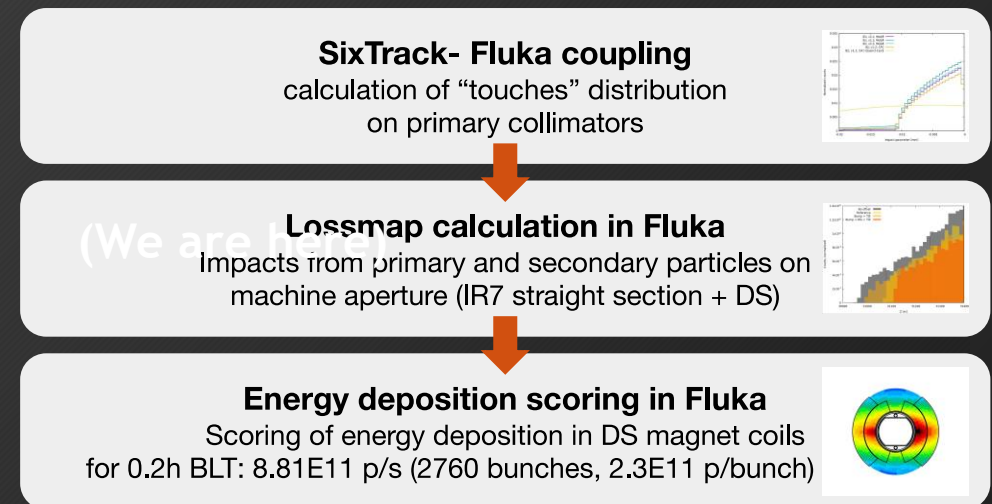 SixTrack- Fluka coupling
calculation of “touches” distribution
on primary collimators
(We are here)
Lossmap calculation in Fluka
Impacts from primary and secondary particles on
machine aperture (IR7 straight section + DS)
Energy deposition scoring in Fluka
Scoring of energy deposition in DS magnet coils
for 0.2h BLT: 8.81E11 p/s (2760 bunches, 2.3E11 p/bunch)